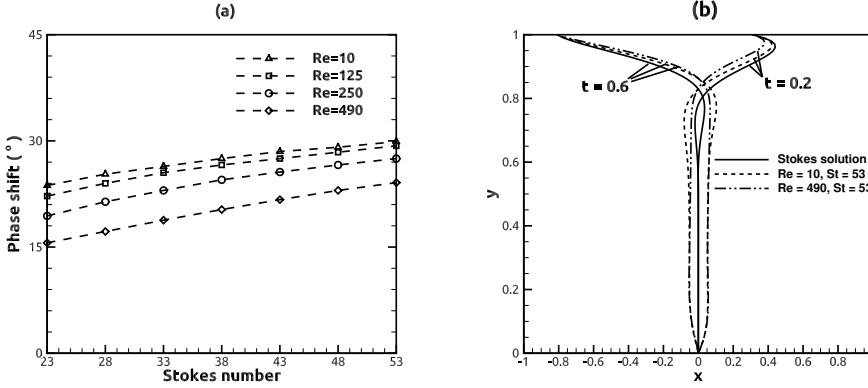 (a)
45
30
15
0
Phase shift (°)
Re=10
Re=125
Re=250
Re=490
23 28 33 38 43 48 53
Stokes number
(b)
1
0.8
0.6
0.4
0.2
0
y
t = 0.6
t = 0.2
Stokes solution
Re = 10, St = 53
Re = 490, St = 53
-1 -0.8 -0.6 -0.4 -0.2 0 0.2 0.4 0.8
x